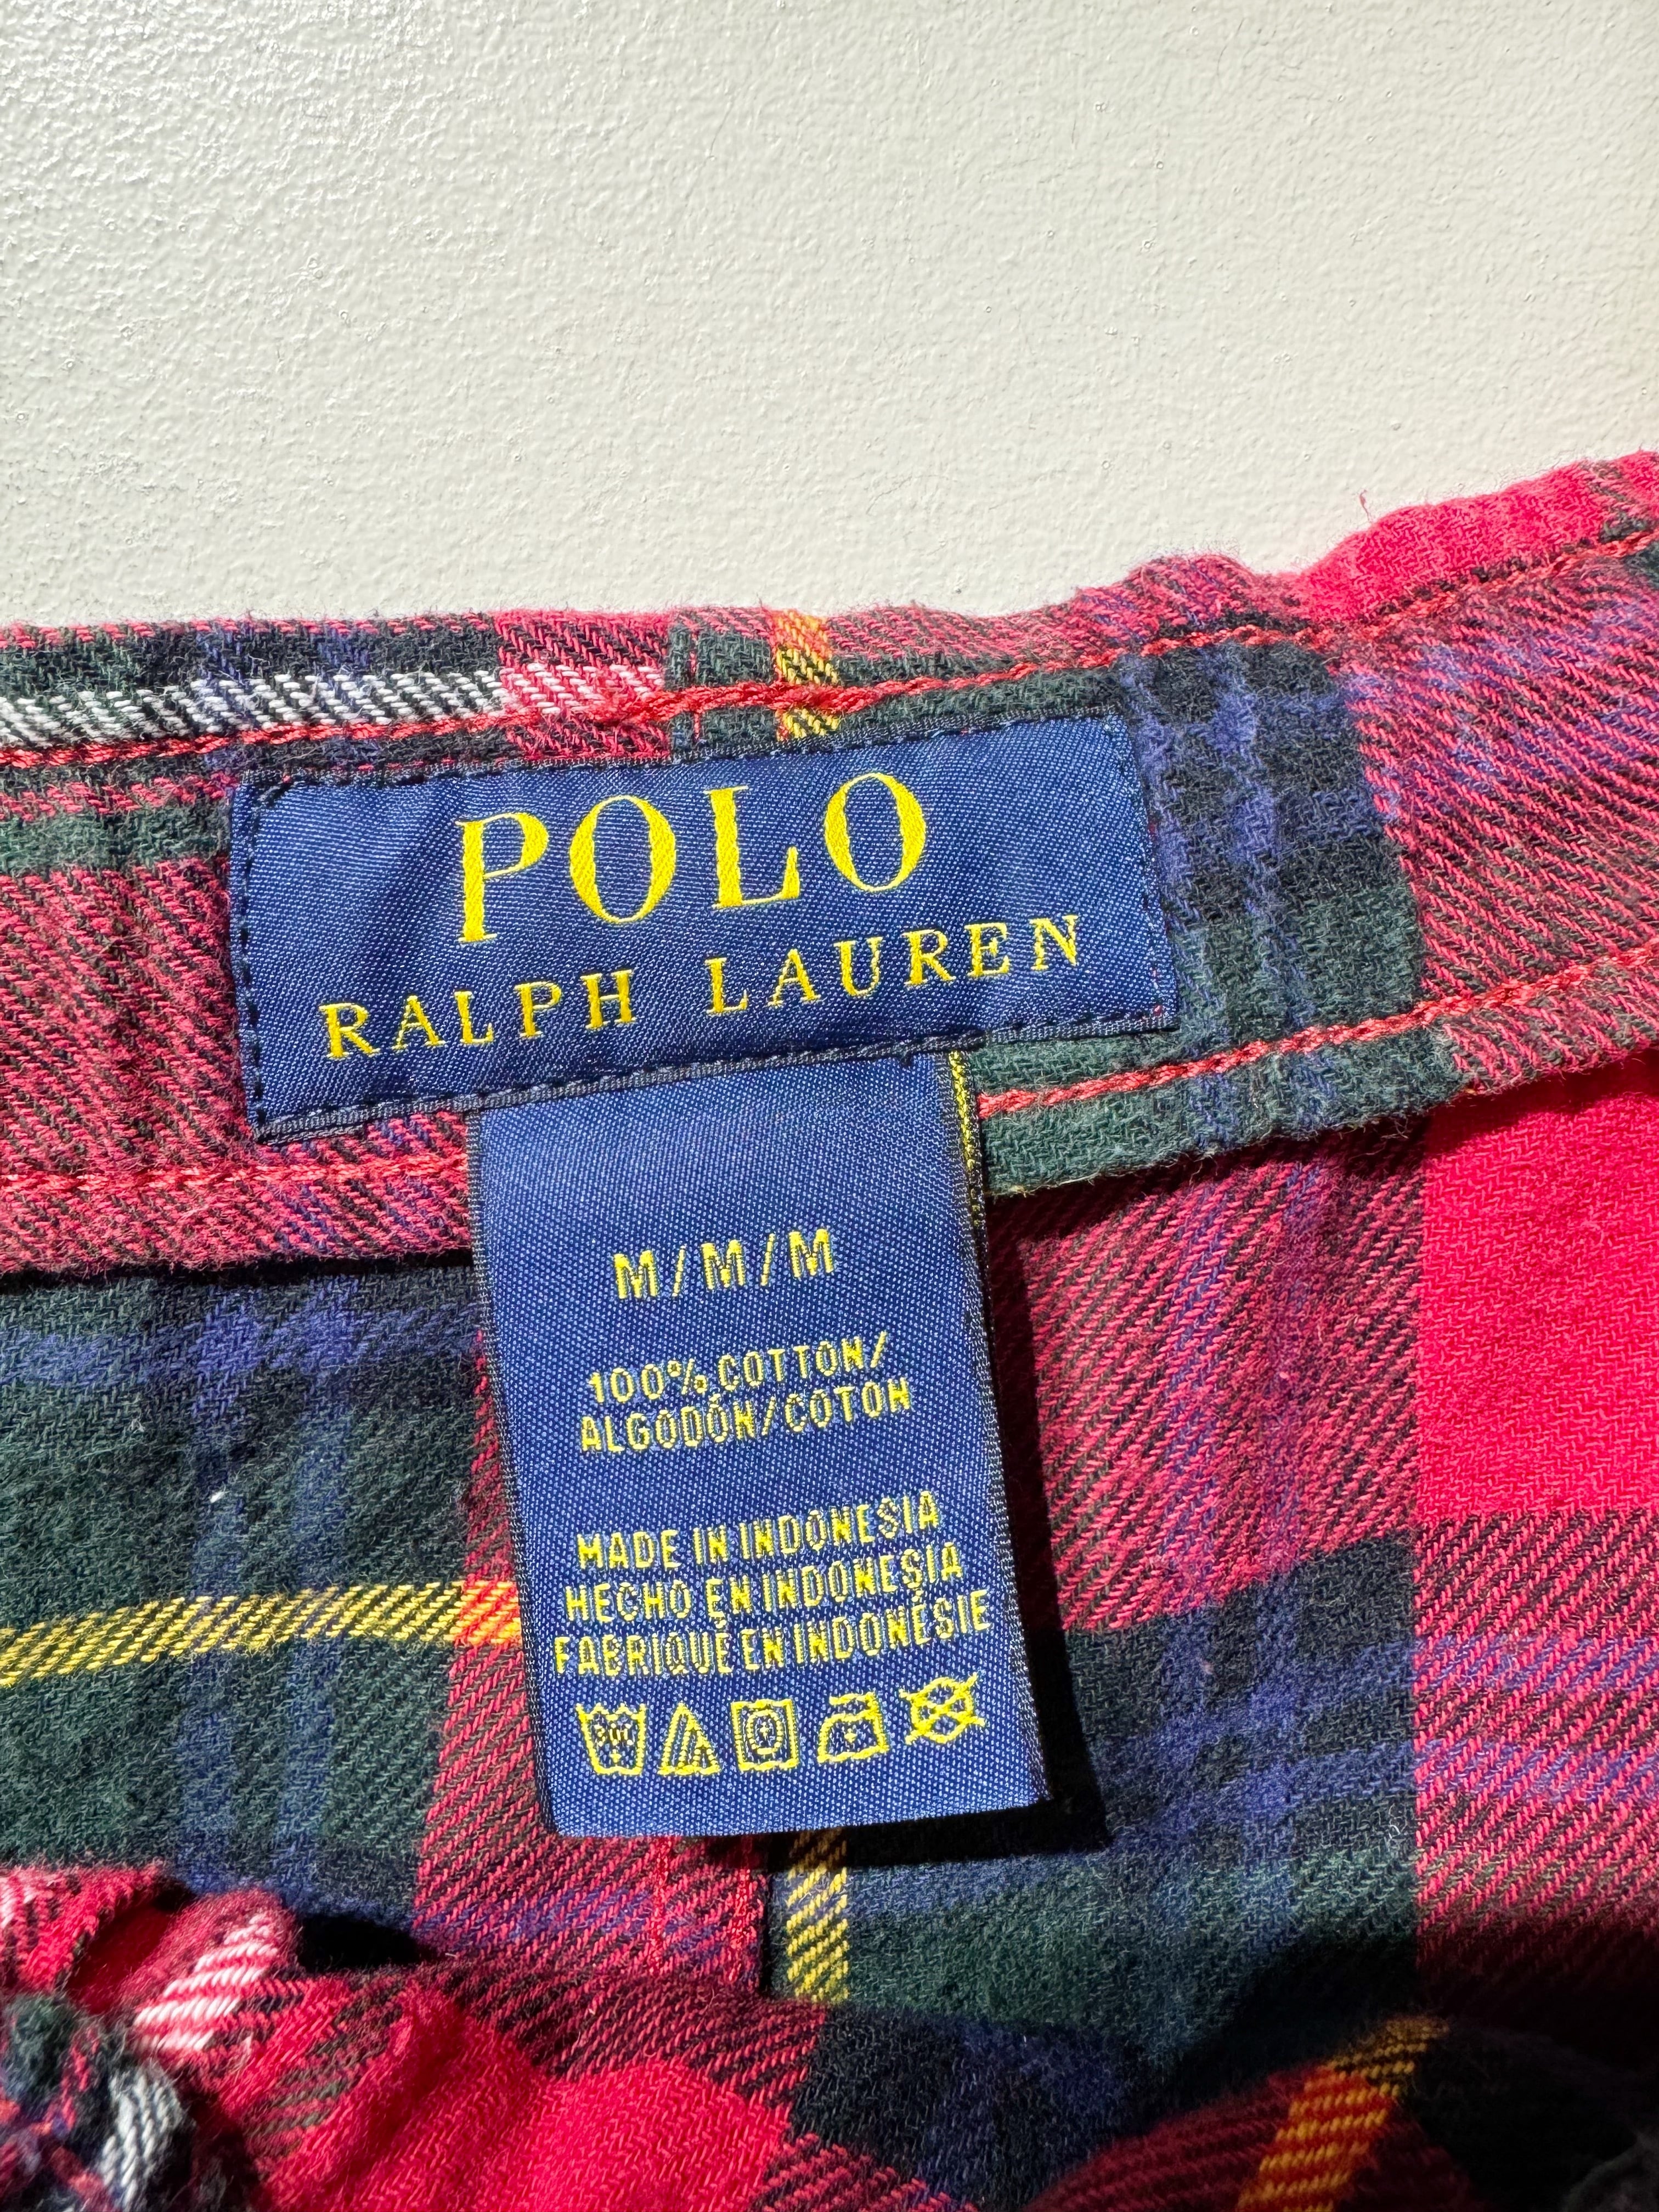 POLO
RALPH LAUREN
M/M/M
100% COTTON/
ALGODÓN/COTON
MADE IN INDONESIA
HECHO EN INDONESIA
FABRIQUÉ EN INDONÉSIE